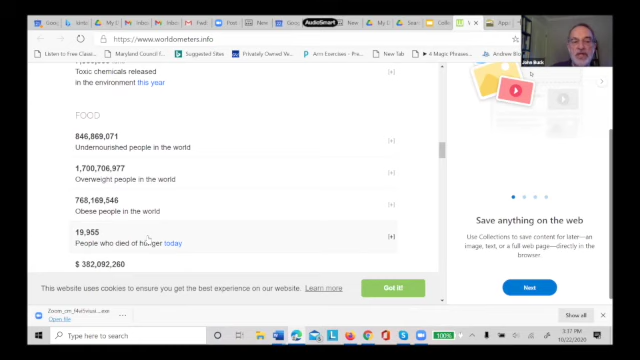 AudioSmart
https://www.worldometers.info
Listen to Free Classic
Maryland Council
Suggested Sites
Privately Owned Ve
Arm Exercises - Pr
New Tab
4 Magic Phrases
Andrew Blog
John Buck
Toxic chemicals released
in the environment this year
[+]
FOOD
846,869,071
Undernourished people in the world
[+]
1,700,706,977
Overweight people in the world
[+]
768,169,546
Obese people in the world
[+]
19,955
People who died of hunger today
[+]
$ 382,092,260
Save anything on the web
Use Collections to save content for later—an
image, text, or a full web page—directly in the
browser.
Next
This website uses cookies to ensure you get the best experience on our website. Learn more
Got it!
Open file
Show all
Type here to search
100%
3:37 PM
10/22/2020